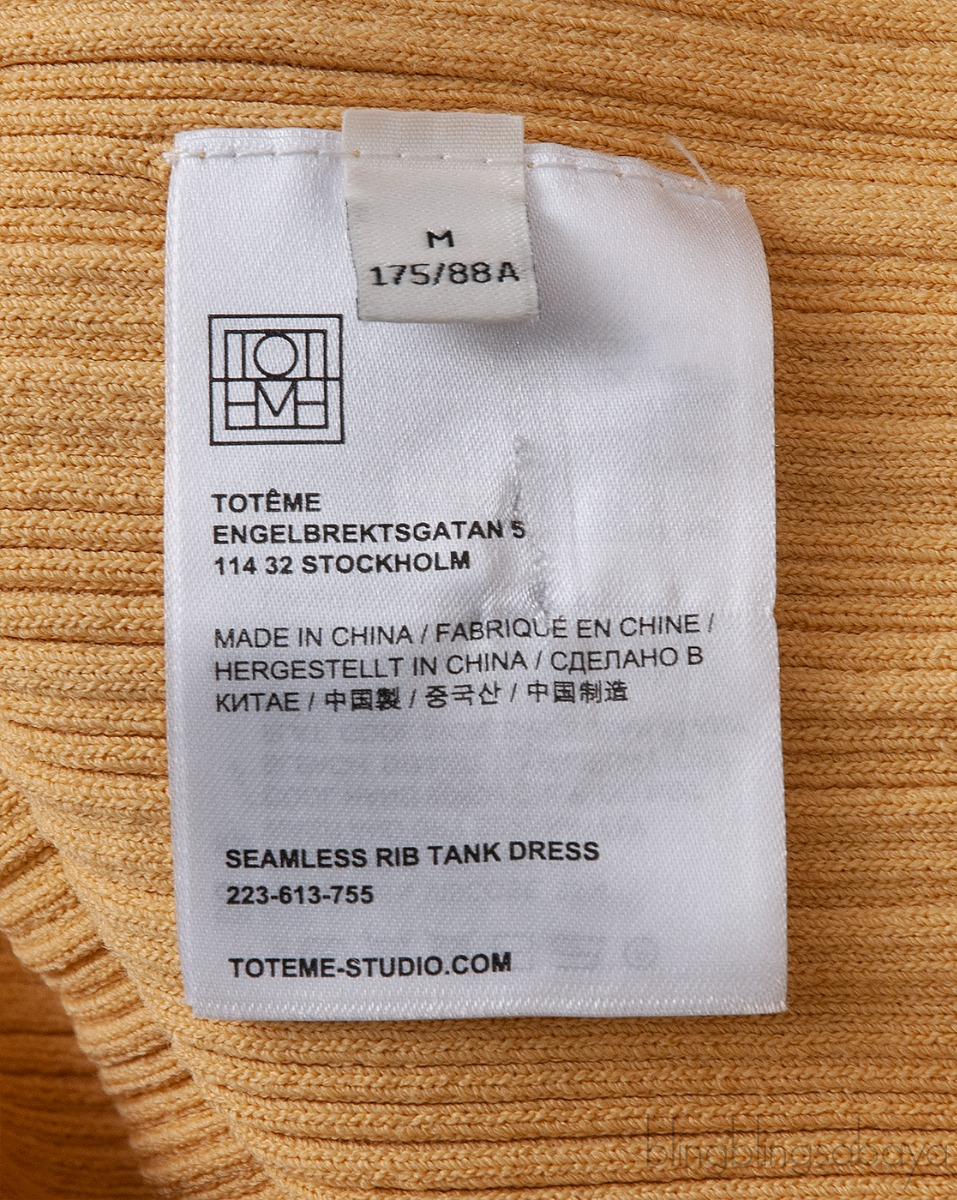 M
175/88A
TOTÊME
ENGELBREKTSGATAN 5
114 32 STOCKHOLM
MADE IN CHINA / FABRIQUÉ EN CHINE /
HERGESTELLT IN CHINA / СДЕЛАНО В
КИТАЕ / 中国製 / 중국산 / 中国制造
SEAMLESS RIB TANK DRESS
223-613-755
TOTEME-STUDIO.COM
blingblingsabaya